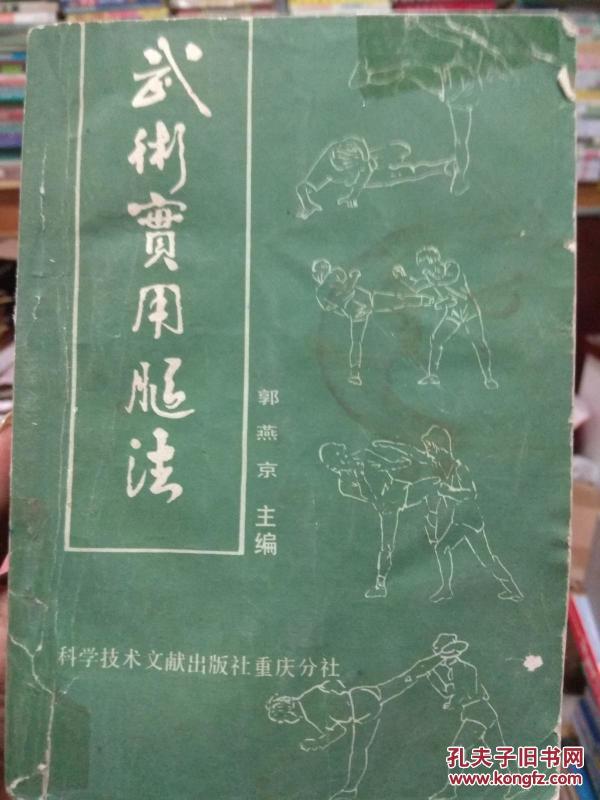 武術實用腿法
郭燕京 主编
科学技术文献出版社重庆分社
孔夫子旧书网
www.kongfz.com